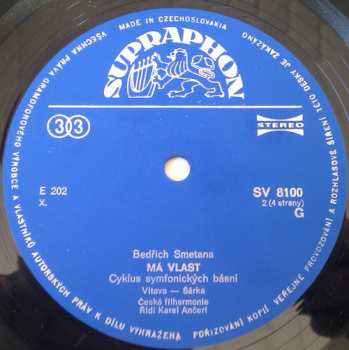 MADE IN CZECHOSLOVAKIA
VŠECHNA PRÁVA GRAMOFONOVÉHO VÝROBCE A VLASTNÍKŮ AUTORSKÝCH PRÁV K DÍLU VYHRAŽENA POŘIZOVÁNÍ KOPIÍ VEŘEJNÉ PROVOZOVÁNÍ A ROZHLASOVÉ ŠÍŘENÍ TÉTO DESKY JE ZAKÁZÁNO
SUPRAPHON
33
STEREO
E 202
X.
SV 8100
2 (4 strany)
G
Bedřich Smetana
MÁ VLAST
Cyklus symfonických básní
Vltava — Šárka
Česká filharmonie
Řídí Karel Ančerl